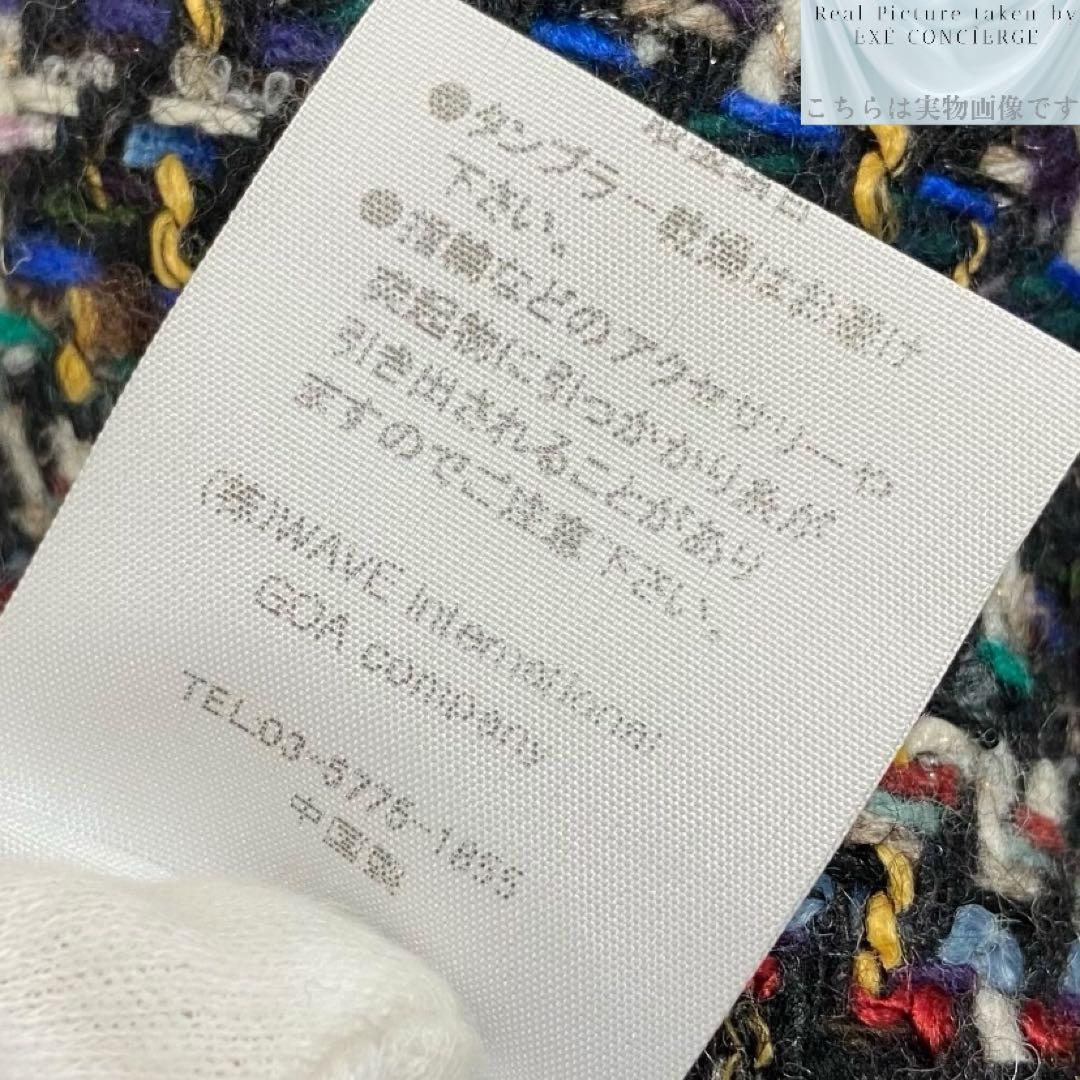 Real Picture taken by
EXE CONCIERGE
こちらは実物画像です
●タンブラー乾燥はお避け
下さい。
●指輪などのアクセサリーや
突起物に引っかかり糸が
引き出されることがあり
ますのでご注意下さい。
(株)WAVE International
GOA company
TEL:03-5775-1855
中国製